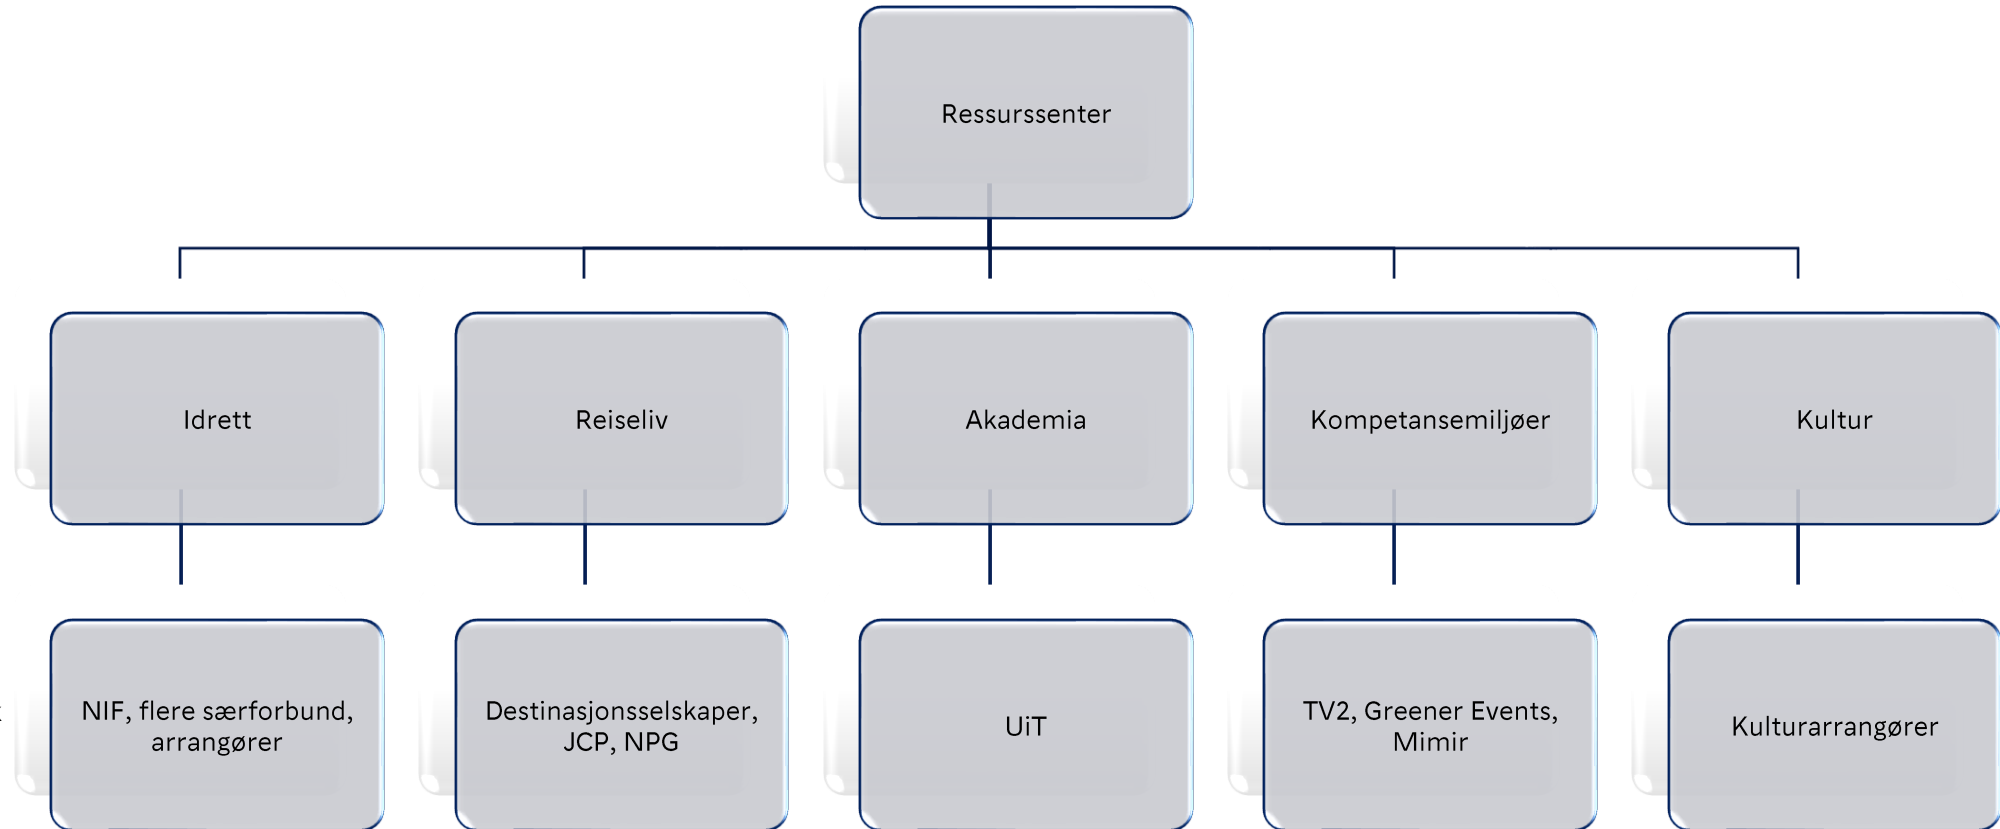 Ressurssenter
Idrett
Reiseliv
Akademia
Kompetansemiljøer
Kultur
NIF, flere særforbund,
arrangører
Destinasjonsselskaper,
JCP, NPG
UiT
TV2, Greener Events,
Mimir
Kulturarrangører